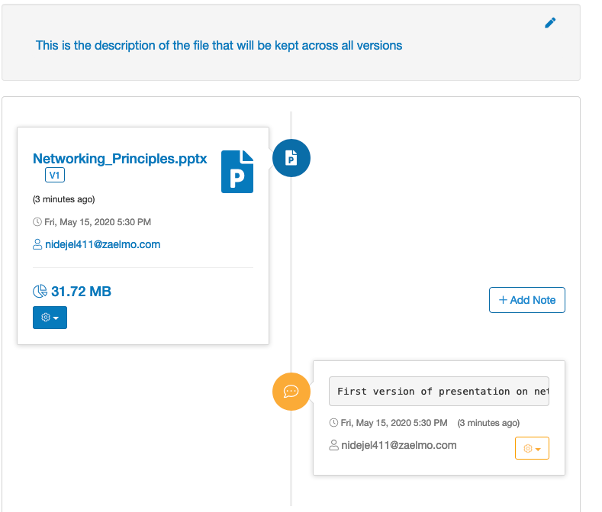 This is the description of the file that will be kept across all versions
Networking_Principles.pptx
V1
P
P
(3 minutes ago)
Fri, May 15, 2020 5:30 PM
nidejel411@zaelmo.com
31.72 MB
+ Add Note
First version of presentation on
Fri, May 15, 2020 5:30 PM (3 minutes ago)
nidejel411@zaelmo.com